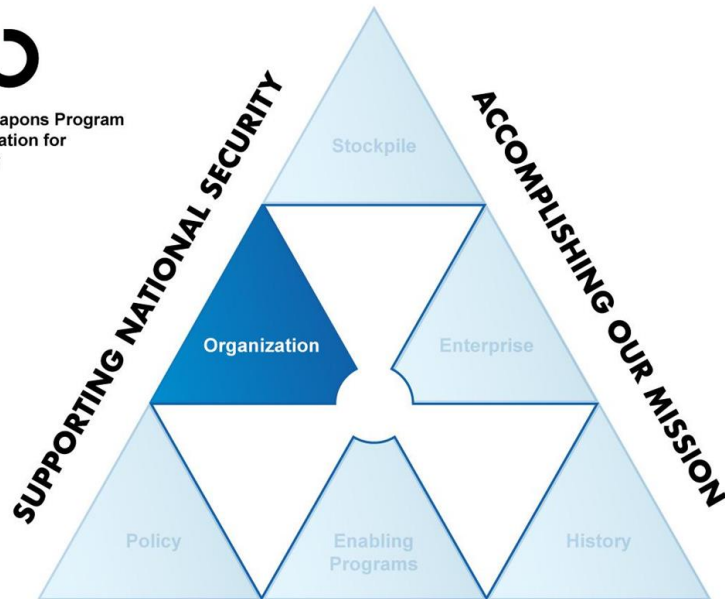 apons Program
ation for
SUPPORTING NATIONAL SECURITY
ACCOMPLISHING OUR MISSION
Stockpile
Organization
Enterprise
Policy
Enabling
Programs
History